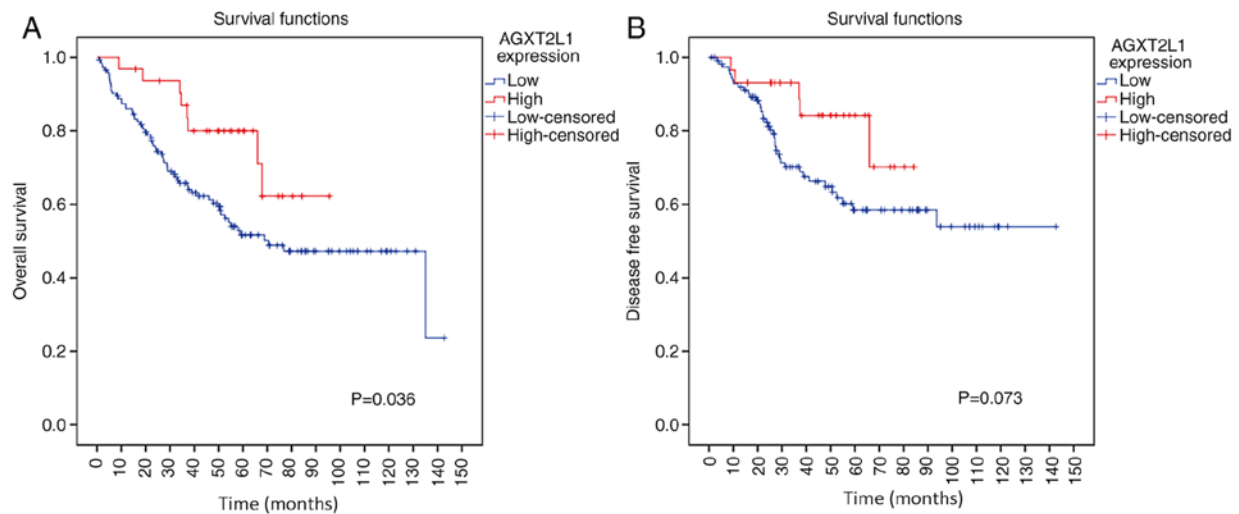 A
Survival functions
AGXT2L1
expression
Low
High
Low-censored
High-censored
1.0
0.8
0.6
0.4
0.2
0.0
Overall survival
P=0.036
0 10 20 30 40 50 60 70 80 90 100 110 120 130 140 150
Time (months)
B
Survival functions
AGXT2L1
expression
Low
High
Low-censored
High-censored
1.0
0.8
0.6
0.4
0.2
0.0
Disease free survival
P=0.073
0 10 20 30 40 50 60 70 80 90 100 110 120 130 140 150
Time (months)